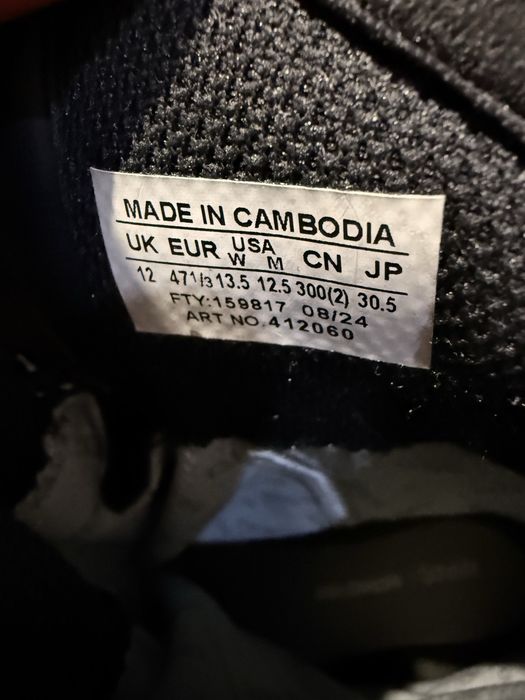 MADE IN CAMBODIA
UK EUR USA W M CN JP
12 47 1/3 13.5 12.5 300(2) 30.5
FTY:159817 08/24
ART NO.412060